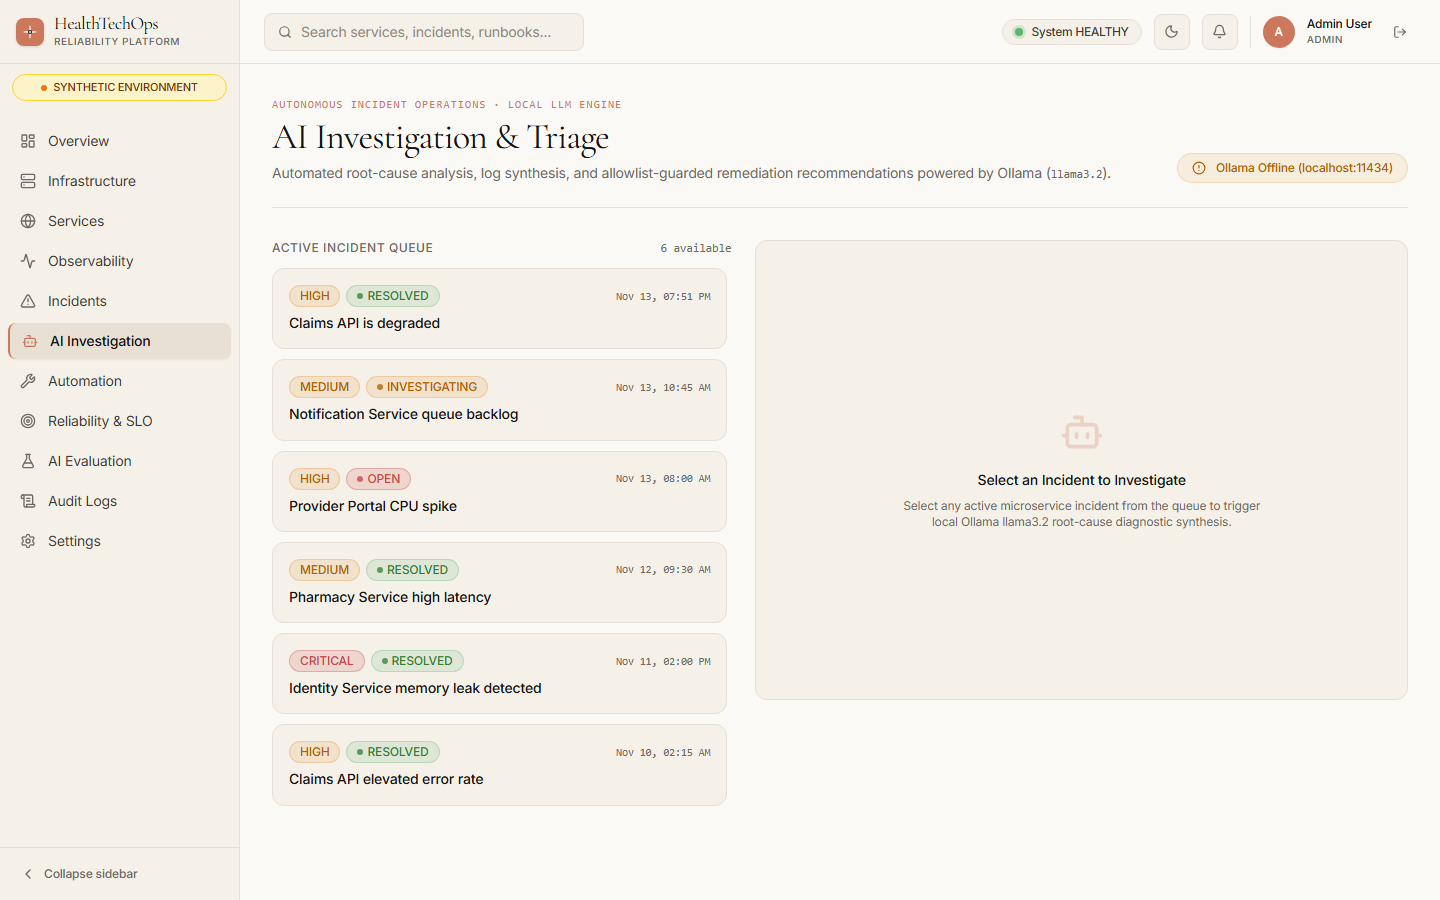 HealthTechOps
RELIABILITY PLATFORM
Search services, incidents, runbooks...
System HEALTHY
A
Admin User
ADMIN
SYNTHETIC ENVIRONMENT
Overview
Infrastructure
Services
Observability
Incidents
AI Investigation
Automation
Reliability & SLO
AI Evaluation
Audit Logs
Settings
Collapse sidebar
AUTONOMOUS INCIDENT OPERATIONS · LOCAL LLM ENGINE
AI Investigation & Triage
Automated root-cause analysis, log synthesis, and allowlist-guarded remediation recommendations powered by Ollama (llama3.2).
Ollama Offline (localhost:11434)
ACTIVE INCIDENT QUEUE 6 available
HIGH RESOLVED Nov 13, 07:51 PM
Claims API is degraded
MEDIUM INVESTIGATING Nov 13, 10:45 AM
Notification Service queue backlog
HIGH OPEN Nov 13, 08:00 AM
Provider Portal CPU spike
MEDIUM RESOLVED Nov 12, 09:30 AM
Pharmacy Service high latency
CRITICAL RESOLVED Nov 11, 02:00 PM
Identity Service memory leak detected
HIGH RESOLVED Nov 10, 02:15 AM
Claims API elevated error rate
Select an Incident to Investigate
Select any active microservice incident from the queue to trigger
local Ollama llama3.2 root-cause diagnostic synthesis.